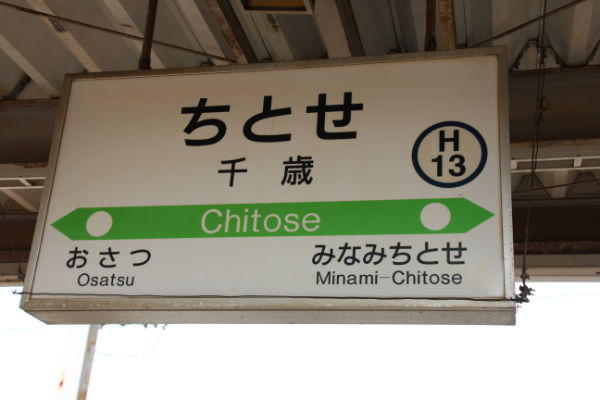 ちとせ
千歳
H
13
Chitose
おさつ
Osatsu
みなみちとせ
Minami-Chitose